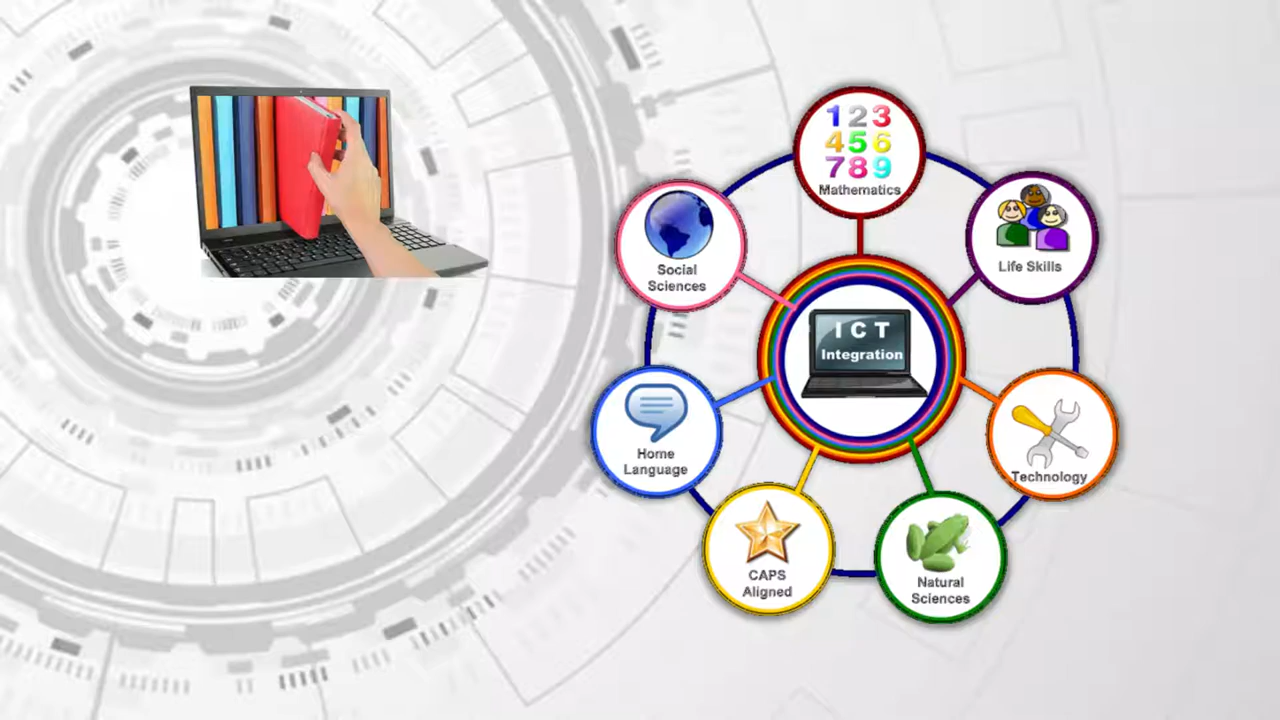 1 2 3
4 5 6
7 8 9
Mathematics
Life Skills
Social
Sciences
I C T
Integration
Home
Language
Technology
CAPS
Aligned
Natural
Sciences